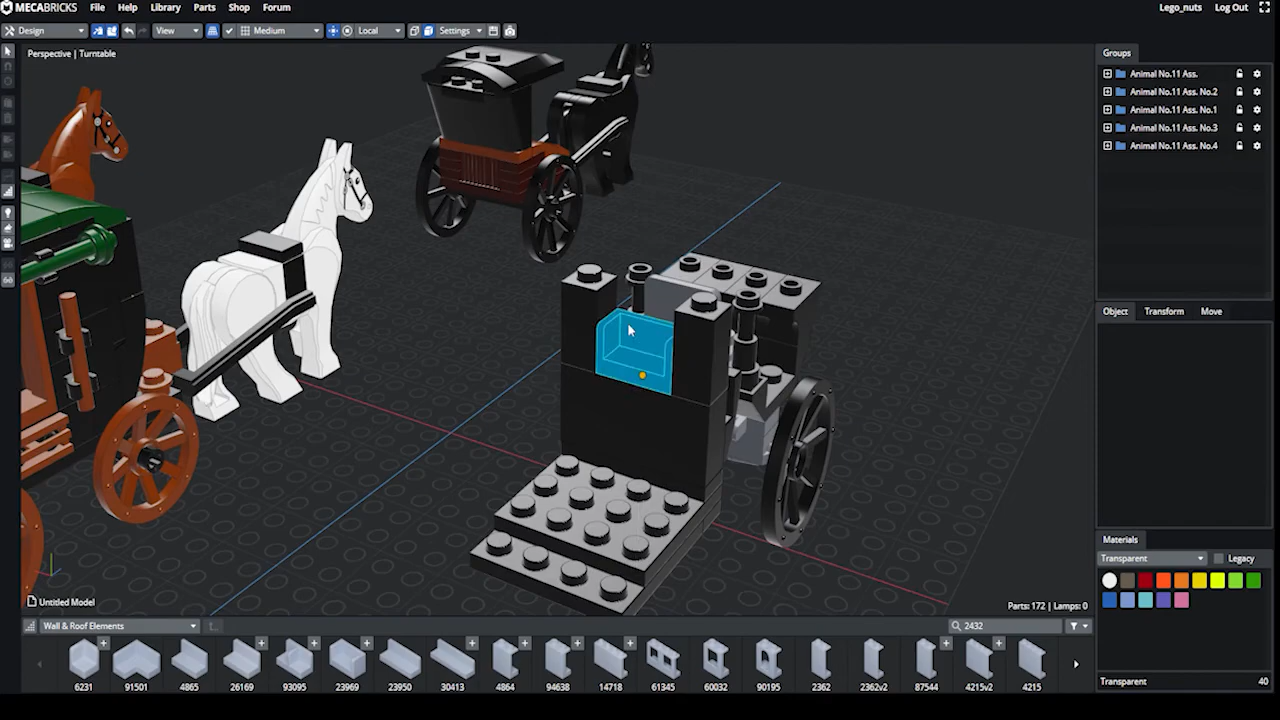 MECABRICKS File Help Library Parts Shop Forum Lego_nuts Log Out
Design View Medium Local Settings
Perspective | Turntable
Groups
Animal No.11 Ass.
Animal No.11 Ass. No.2
Animal No.11 Ass. No.1
Animal No.11 Ass. No.3
Animal No.11 Ass. No.4
Object Transform Move
Materials
Transparent Legacy
Untitled Model
Parts: 172 | Lamps: 0
Wall & Roof Elements 2432
6231 91501 4865 26169 93095 23969 23950 30413 4864 94638 14718 61345 60032 90195 2362 2362v2 87544 4215v2 4215
Transparent 40